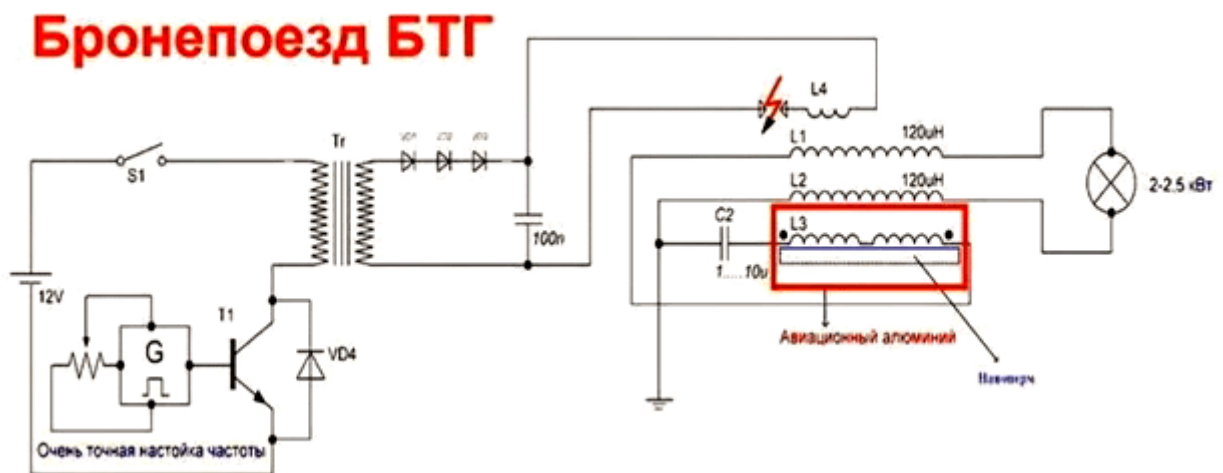 Бронепоезд БТГ
L4
Tr
L1
120uH
S1
L2
120uH
2-2.5 кВт
C2
L3
100n
1.....10u
12V
T1
Авиационный алюминий
G
VD4
Очень точная настойка частоты